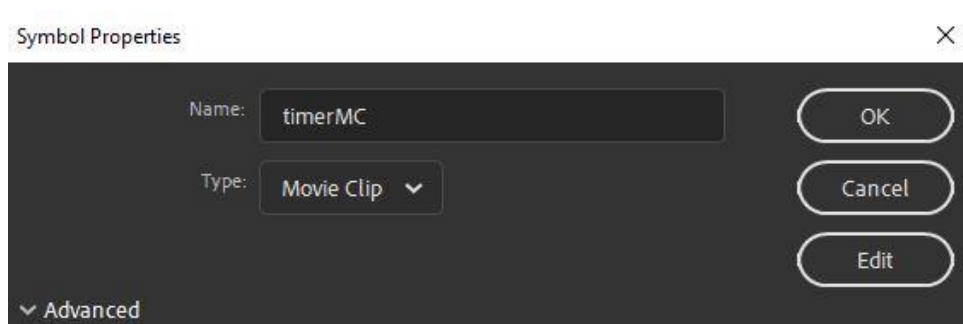 Symbol Properties
Name: timerMC OK
Type: Movie Clip Cancel
Edit
Advanced